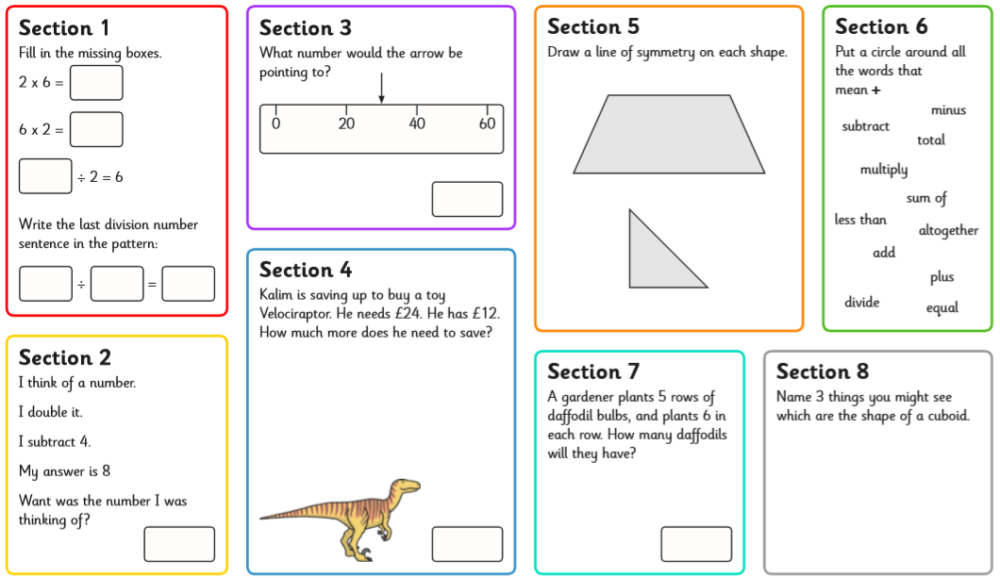 Section 1
Fill in the missing boxes.
2 x 6 =
6 x 2 =
÷ 2 = 6
Write the last division number
sentence in the pattern:
÷ =
Section 2
I think of a number.
I double it.
I subtract 4.
My answer is 8
Want was the number I was
thinking of?
Section 3
What number would the arrow be
pointing to?
0 20 40 60
Section 4
Kalim is saving up to buy a toy
Velociraptor. He needs £24. He has £12.
How much more does he need to save?
Section 5
Draw a line of symmetry on each shape.
Section 6
Put a circle around all
the words that
mean +
minus
subtract
total
multiply
sum of
less than
altogether
add
plus
divide
equal
Section 7
A gardener plants 5 rows of
daffodil bulbs, and plants 6 in
each row. How many daffodils
will they have?
Section 8
Name 3 things you might see
which are the shape of a cuboid.